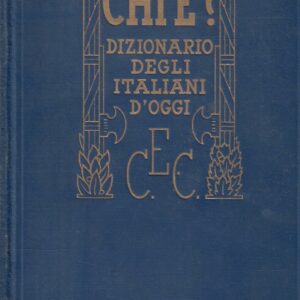 CHI È?
DIZIONARIO
DEGLI
ITALIANI
D'OGGI
E
C. C.